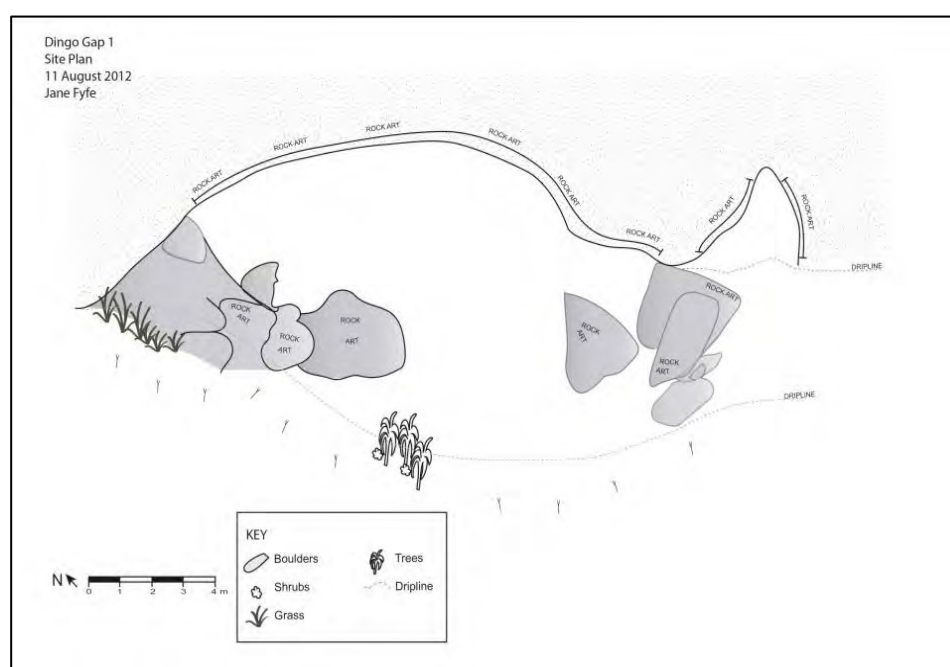 Dingo Gap 1
Site Plan
11 August 2012
Jane Fyfe
ROCK ART
ROCK ART
ROCK ART
ROCK ART
ROCK ART
ROCK ART
ROCK ART
ROCK ART
DRIPLINE
ROCK ART
ROCK
ART
ROCK
ART
ROCK
ART
ROCK
ART
ROCK
ART
DRIPLINE
KEY
Boulders
Trees
Shrubs
Dripline
Grass
N
0 1 2 3 4 m